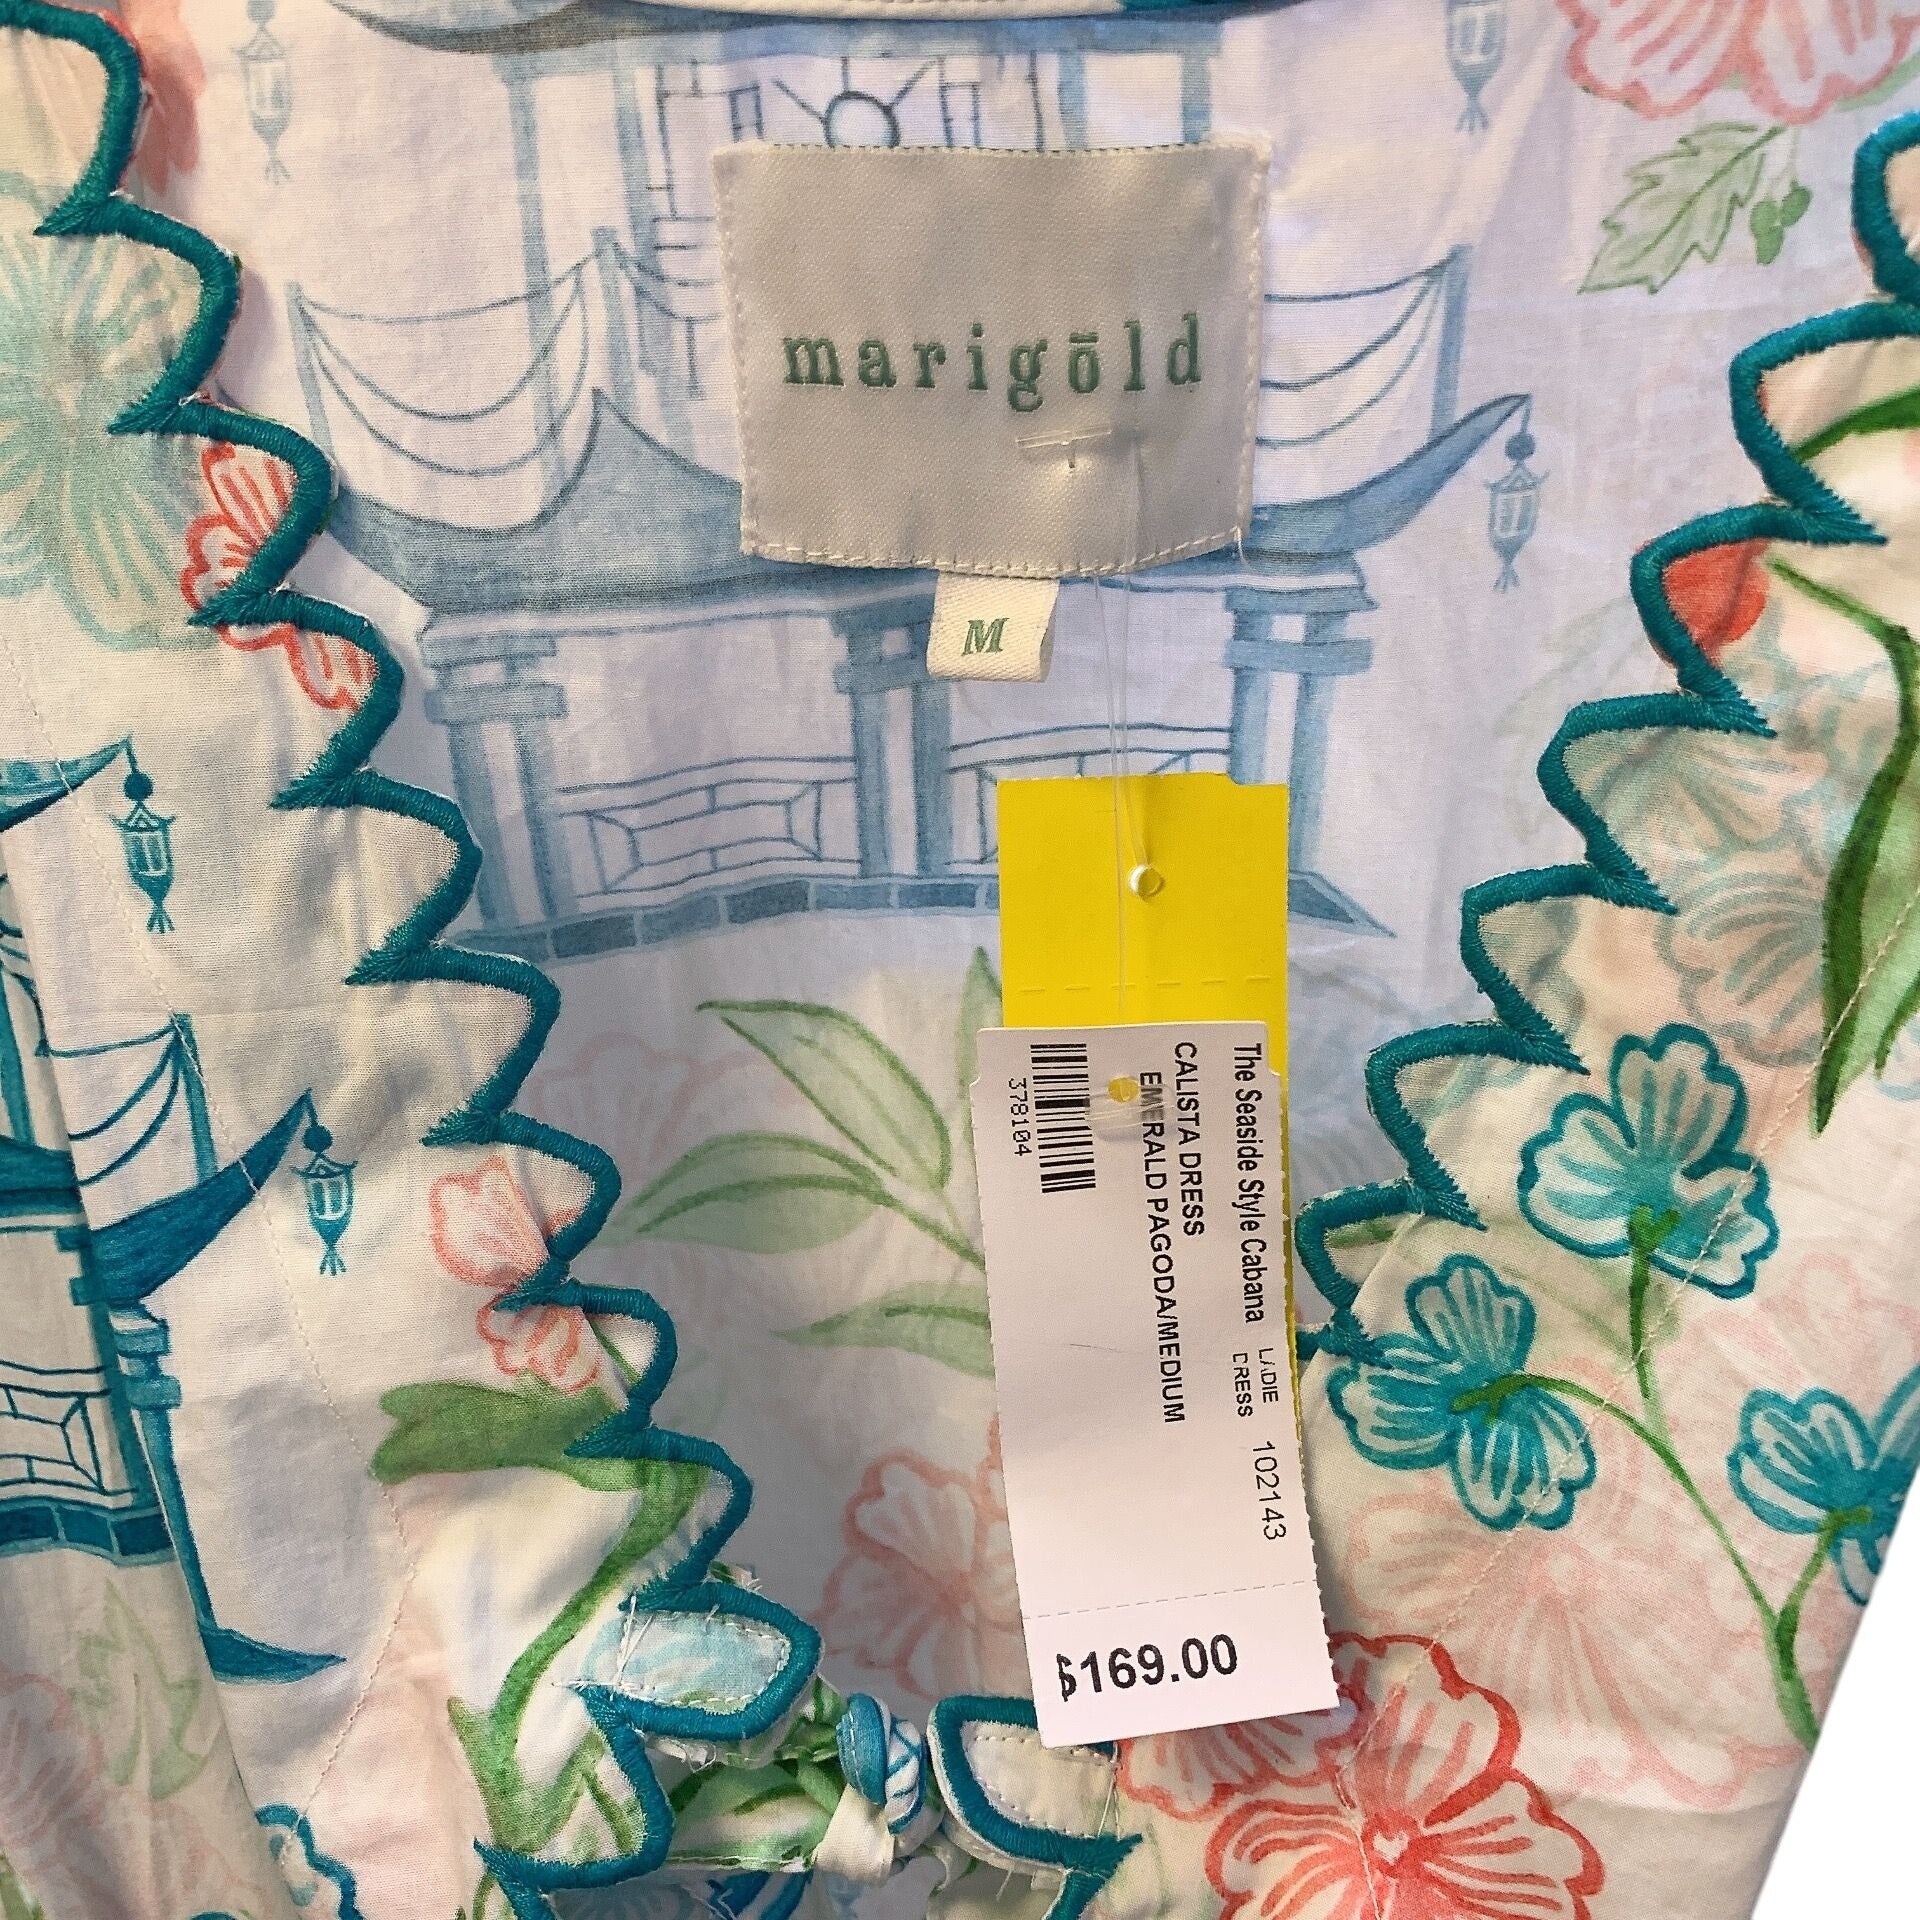 marigōld
M
The Seaside Style Cabana
LADIE
DRESS
102143
CALISTA DRESS
EMERALD PAGODA/MEDIUM
378104
$169.00